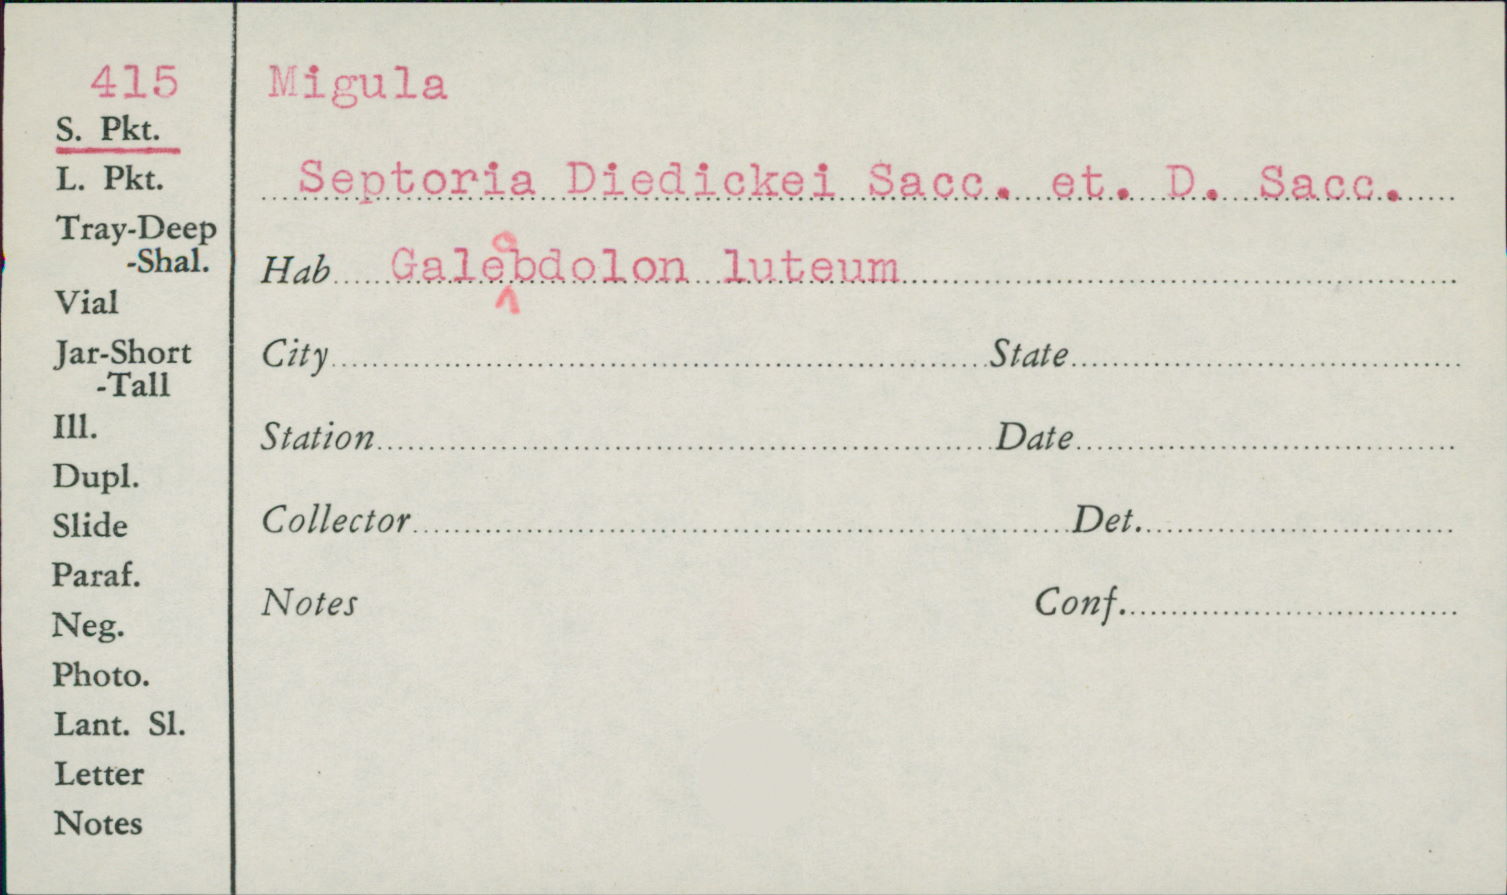 415
S. Pkt.
L. Pkt.
Tray-Deep
-Shal.
Vial
Jar-Short
-Tall
Ill.
Dupl.
Slide
Paraf.
Neg.
Photo.
Lant. Sl.
Letter
Notes
Migula
Septoria Diedickei Sacc. et. D. Sacc.
Hab Galeobdolon luteum
City State
Station Date
Collector Det.
Notes Conf.